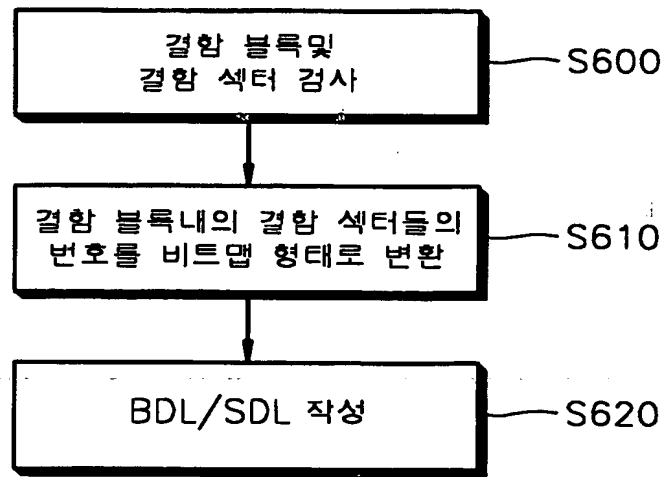 결함 블록및
결함 섹터 검사
S600
결함 블록내의 결함 섹터들의
번호를 비트맵 형태로 변환
S610
BDL/SDL 작성
S620